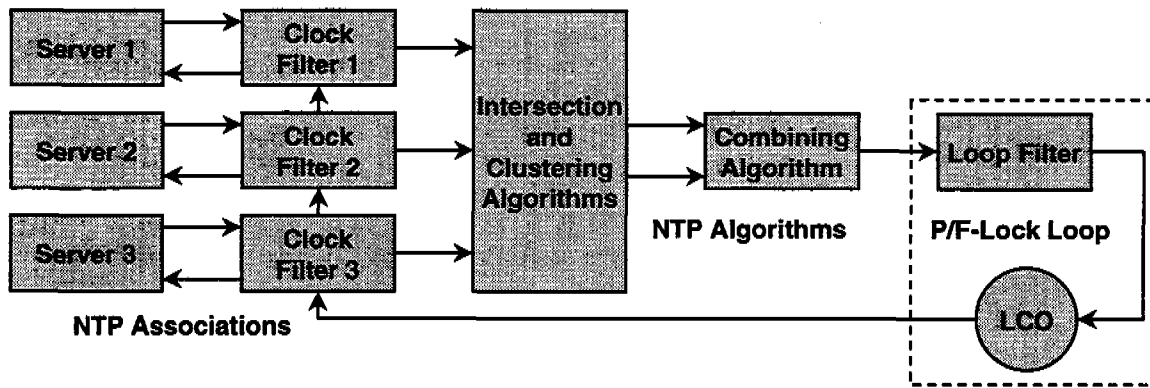 Server 1
Clock
Filter 1
Server 2
Clock
Filter 2
Server 3
Clock
Filter 3
NTP Associations
Intersection
and
Clustering
Algorithms
Combining
Algorithm
NTP Algorithms
Loop Filter
P/F-Lock Loop
LCO